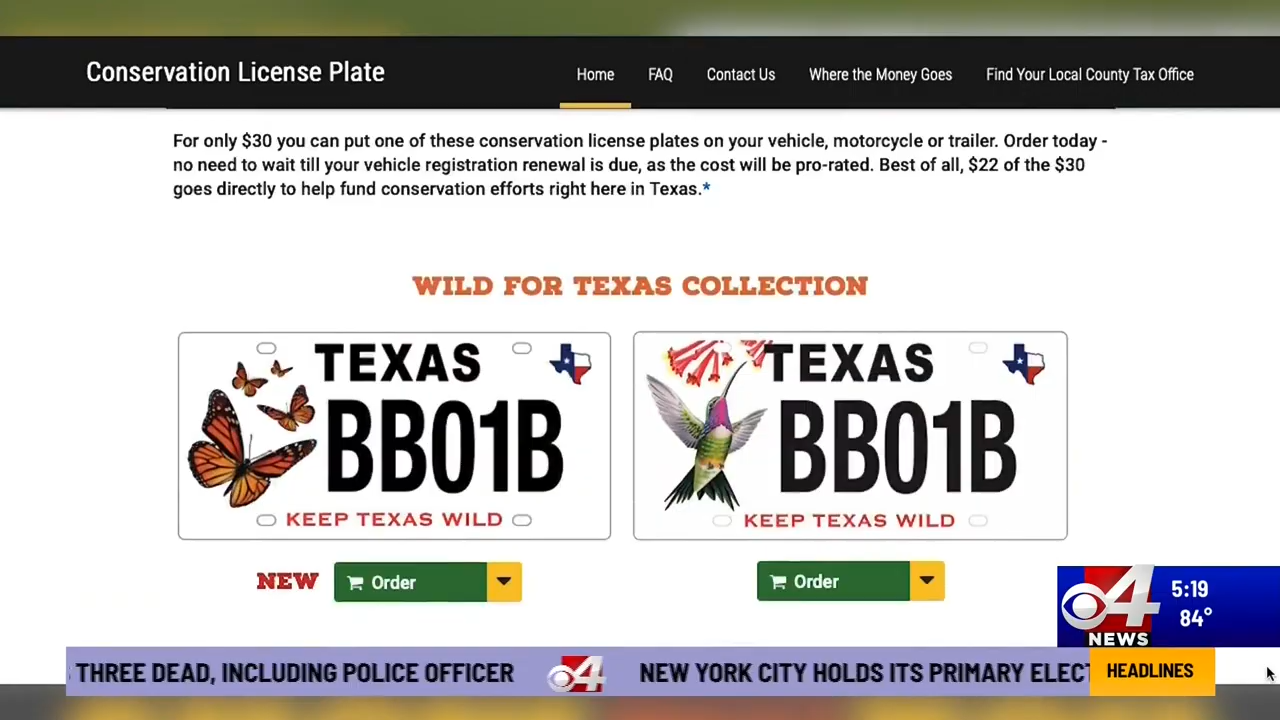 Conservation License Plate
Home
FAQ
Contact Us
Where the Money Goes
Find Your Local County Tax Office
For only $30 you can put one of these conservation license plates on your vehicle, motorcycle or trailer. Order today -
no need to wait till your vehicle registration renewal is due, as the cost will be pro-rated. Best of all, $22 of the $30
goes directly to help fund conservation efforts right here in Texas.*
WILD FOR TEXAS COLLECTION
TEXAS
BB01B
KEEP TEXAS WILD
TEXAS
BB01B
KEEP TEXAS WILD
NEW
Order
Order
4
NEWS
5:19
84°
THREE DEAD, INCLUDING POLICE OFFICER
4
NEW YORK CITY HOLDS ITS PRIMARY ELECT
HEADLINES